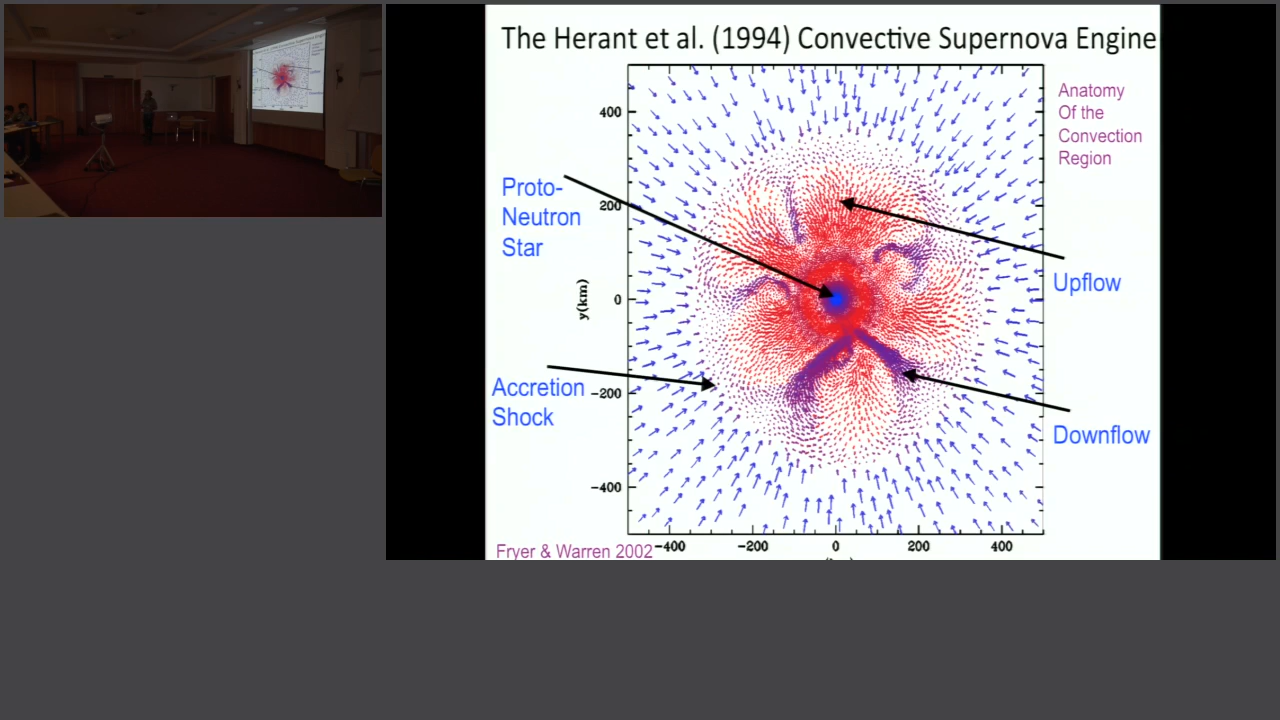 The Herant et al. (1994) Convective Supernova Engine
Anatomy
Of the
Convection
Region
Proto-
Neutron
Star
Upflow
Accretion
Shock
Downflow
y(km)
400
200
0
−200
−400
−400 −200 0 200 400
Fryer & Warren 2002